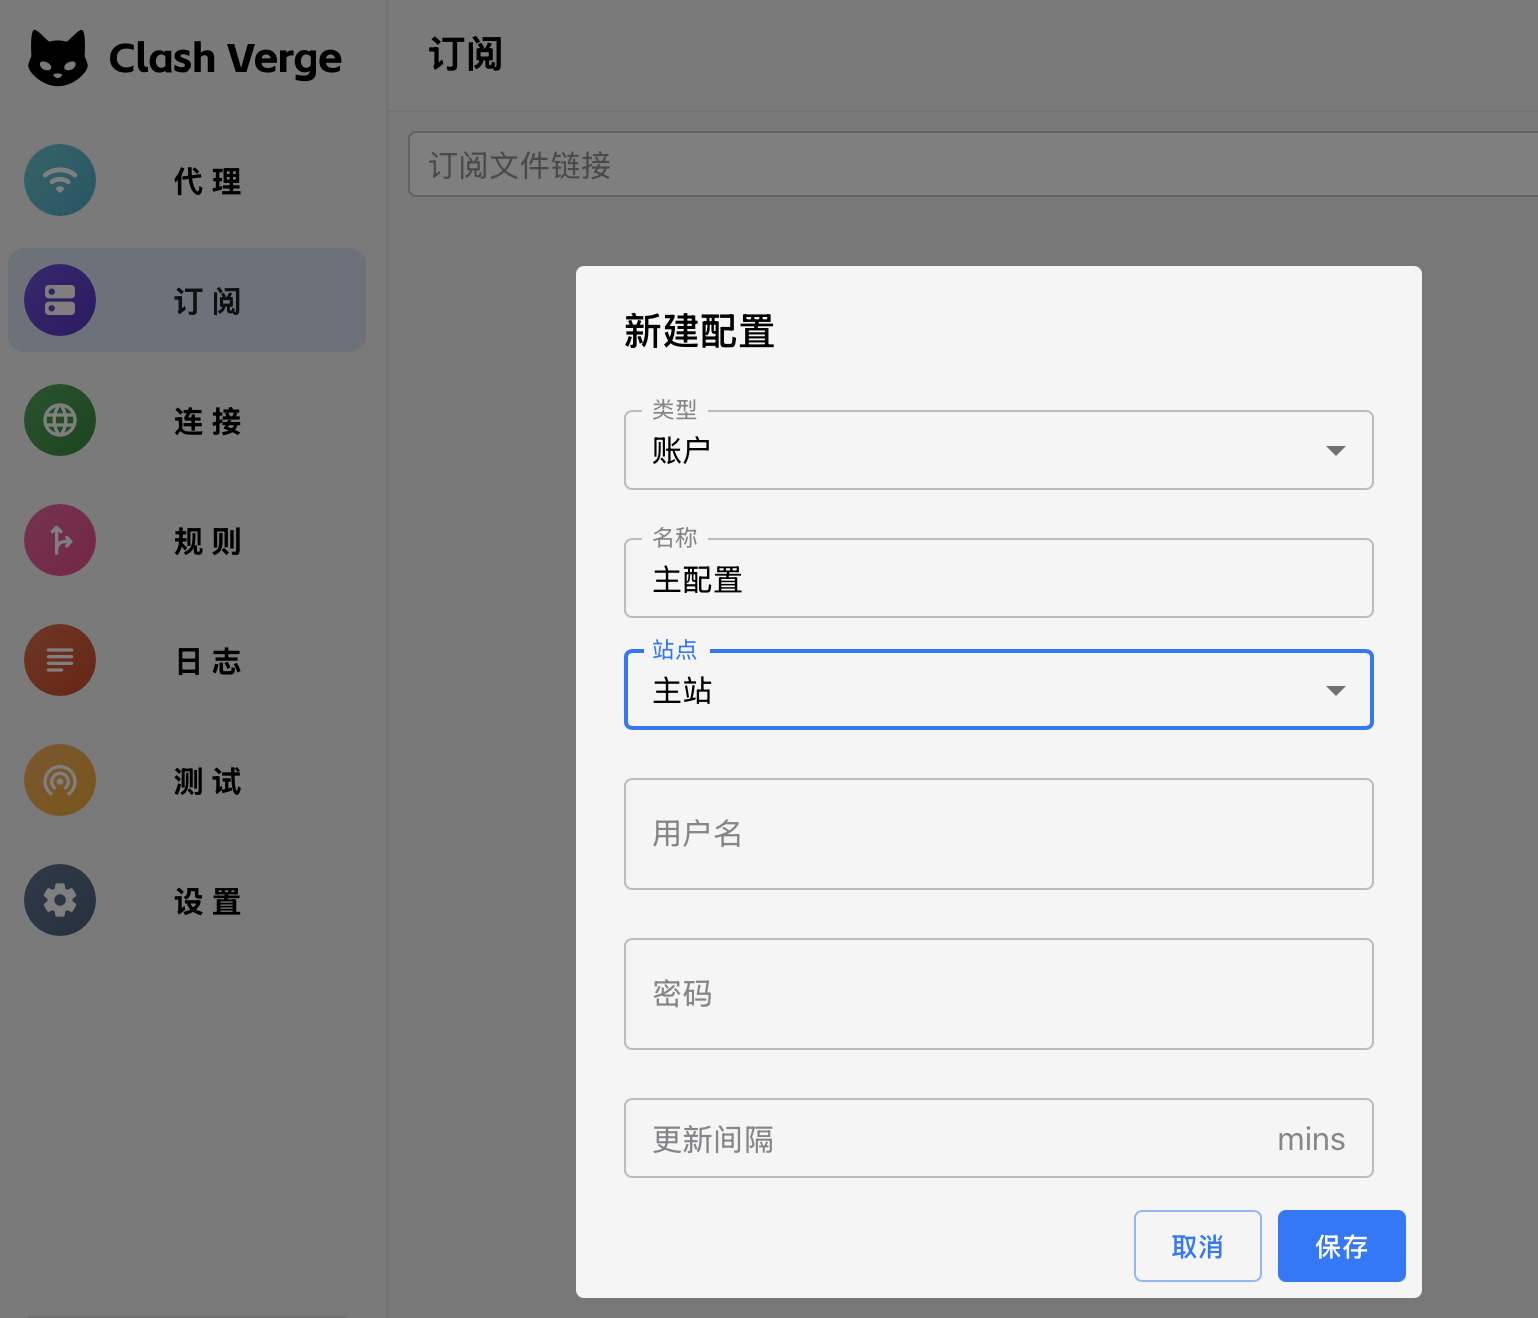 Clash Verge
代理
订阅
连接
规则
日志
测试
设置
订阅
订阅文件链接
新建配置
类型
账户
名称
主配置
站点
主站
用户名
密码
更新间隔 mins
取消 保存